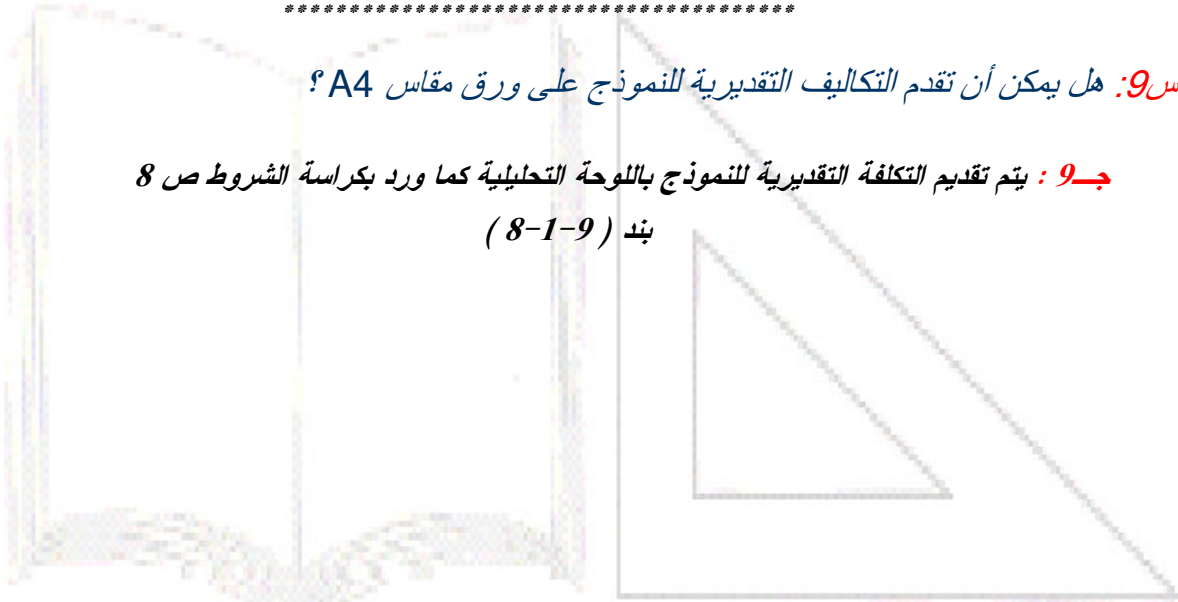 ***************************************
س9: هل يمكن أن تقدم التكاليف التقديرية للنموذج على ورق مقاس A4 ؟
جـ9 : يتم تقديم التكلفة التقديرية للنموذج باللوحة التحليلية كما ورد بكراسة الشروط ص 8
بند ( 9-1-8 )